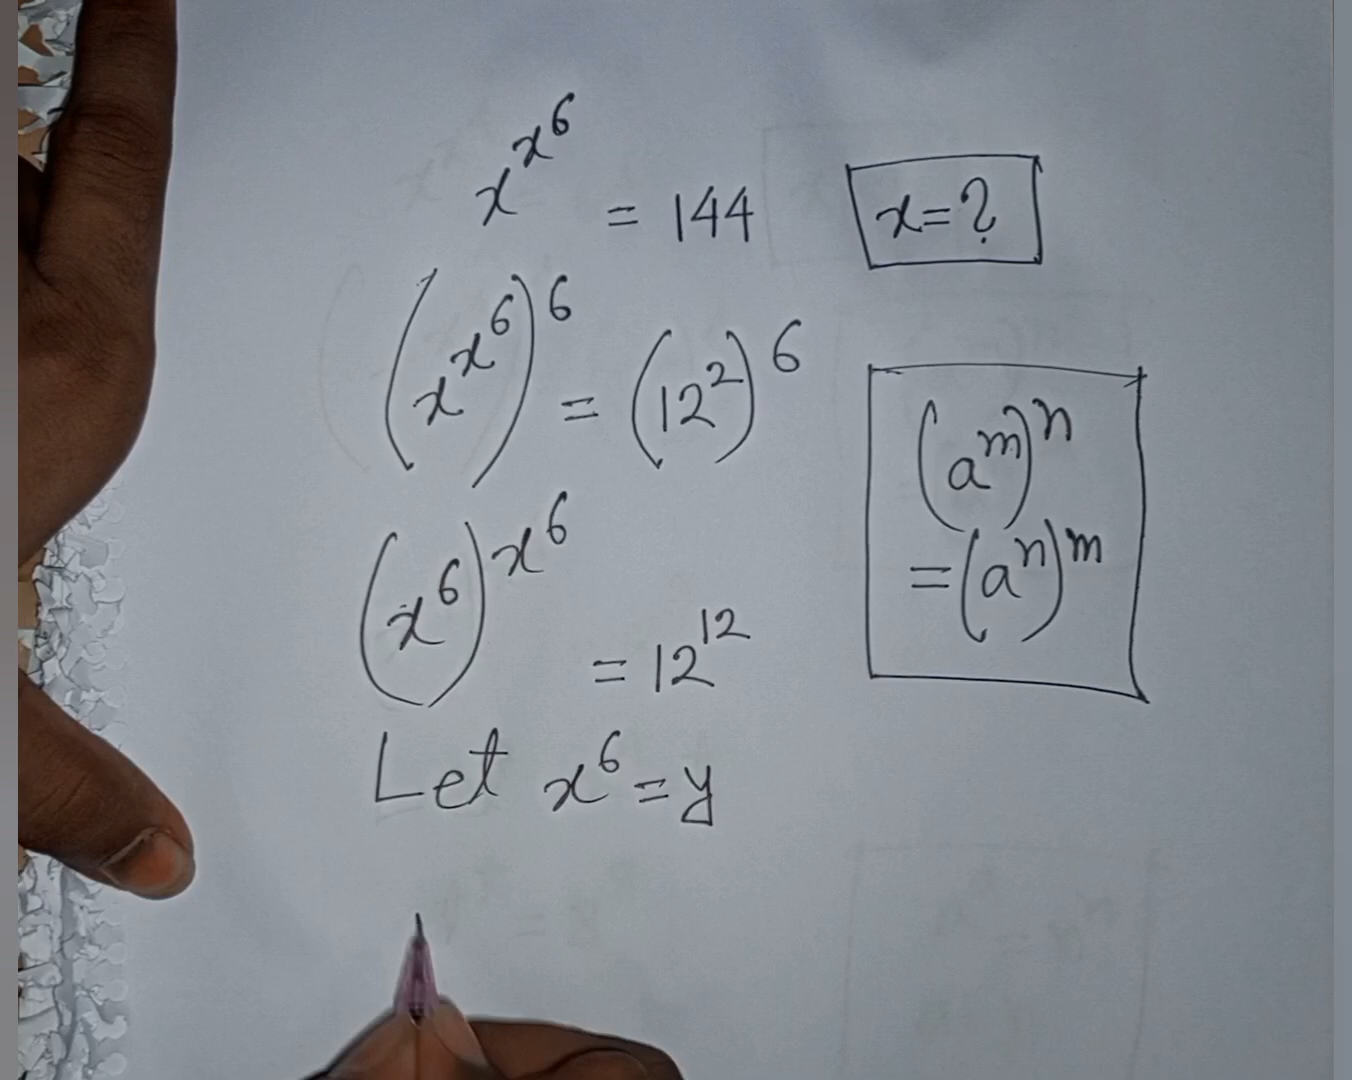 x^{x^6} = 144
x=?
(x^{x^6})^6 = (12^2)^6
(x^6)^{x^6} = 12^{12}
Let x^6 = y
(a^m)^n
= (a^n)^m